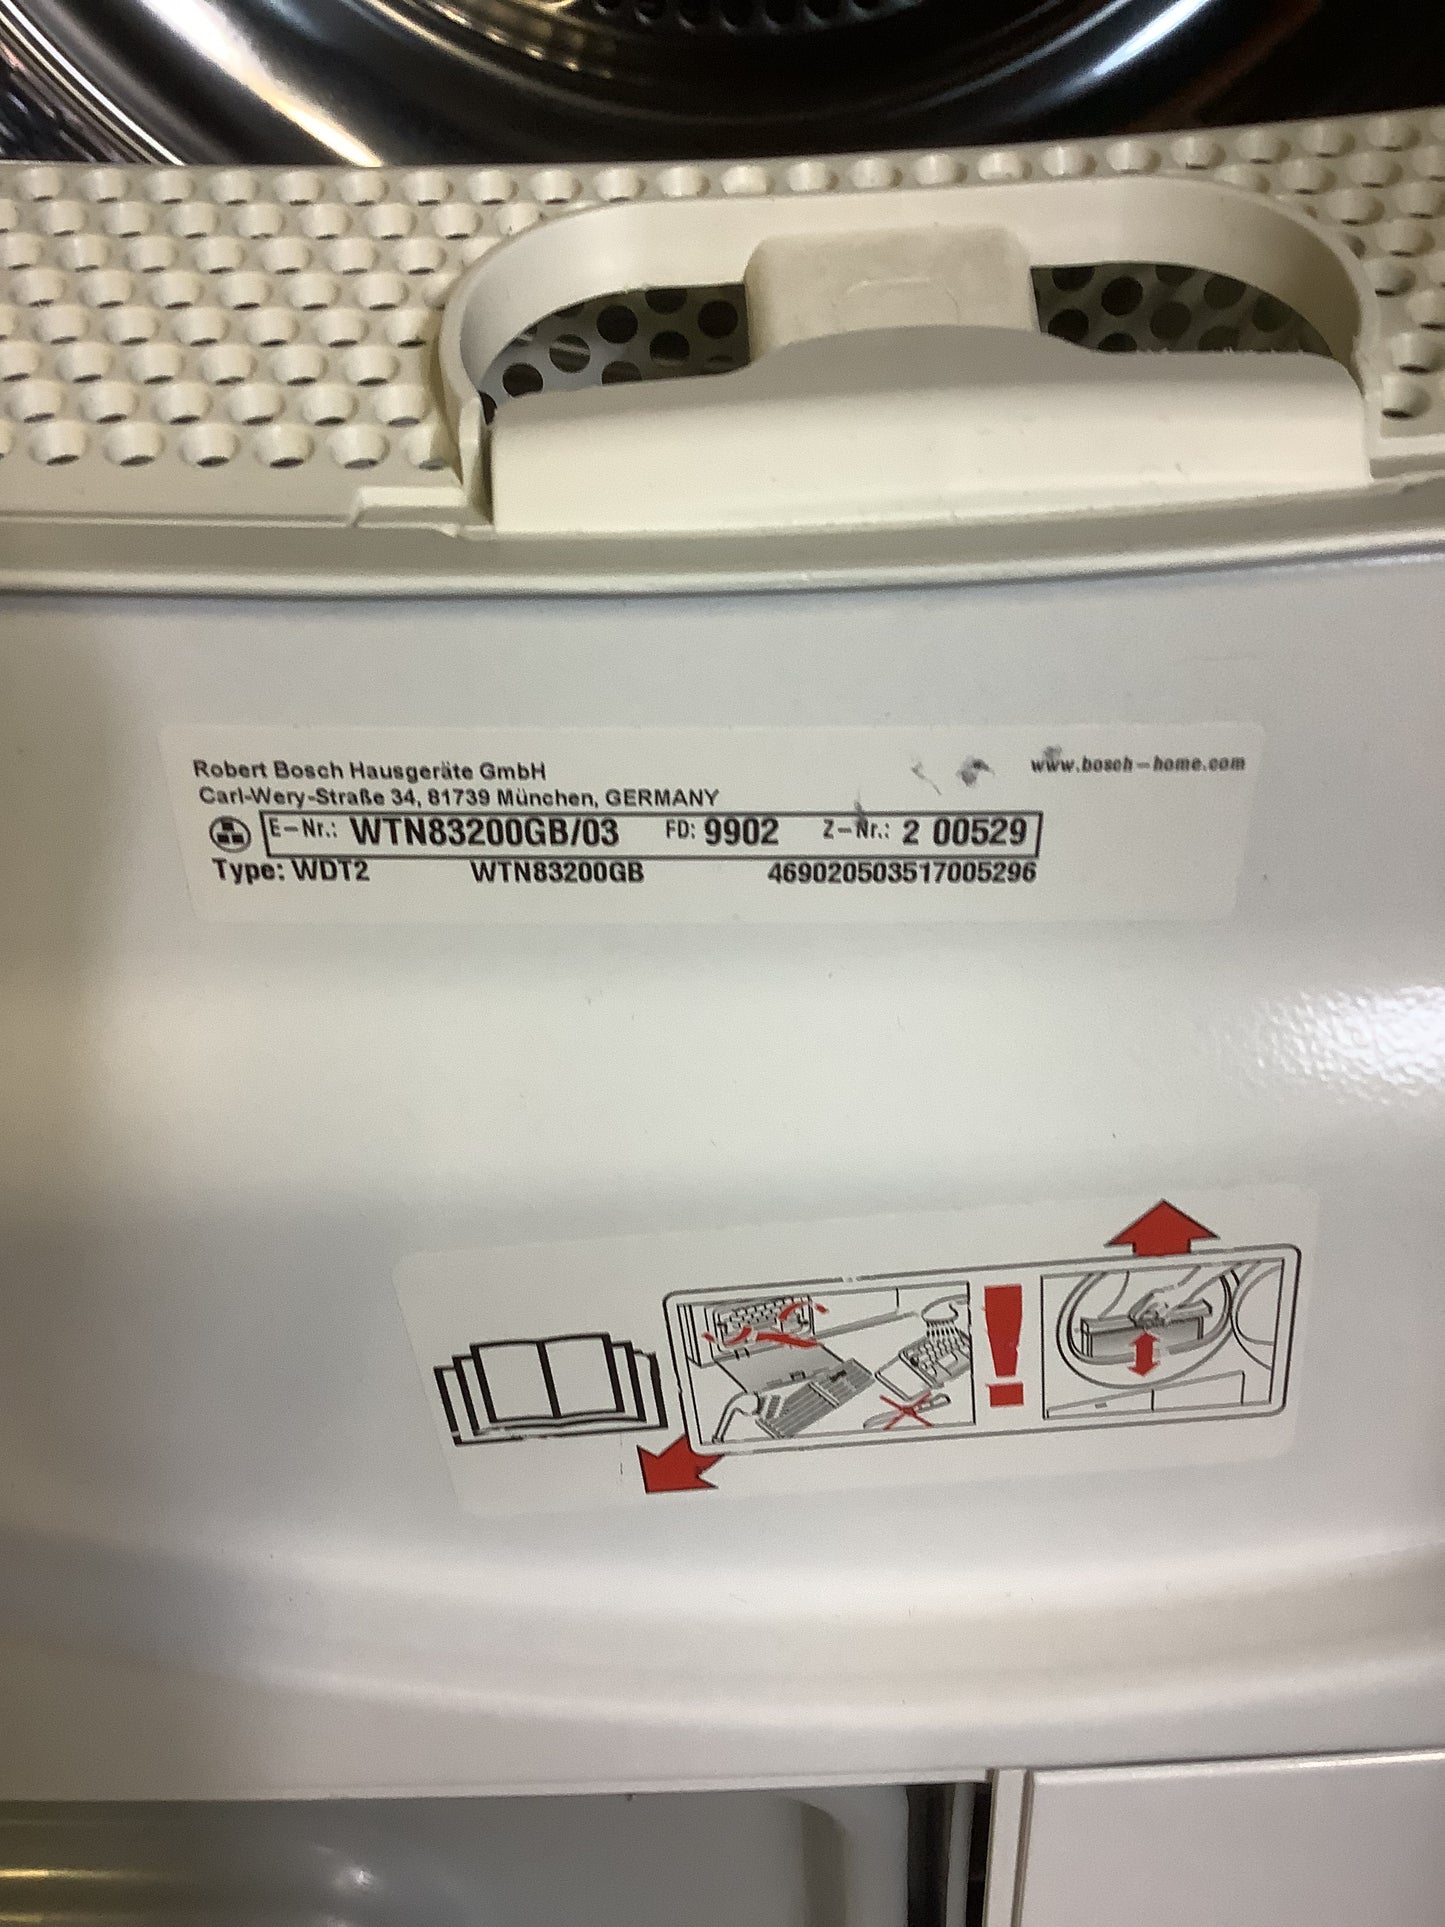 Robert Bosch Hausgeräte GmbH
www.bosch-home.com
Carl-Wery-Straße 34, 81739 München, GERMANY
E-Nr.: WTN83200GB/03 FD: 9902 Z-Nr.: 2 00529
Type: WDT2 WTN83200GB 469020503517005296